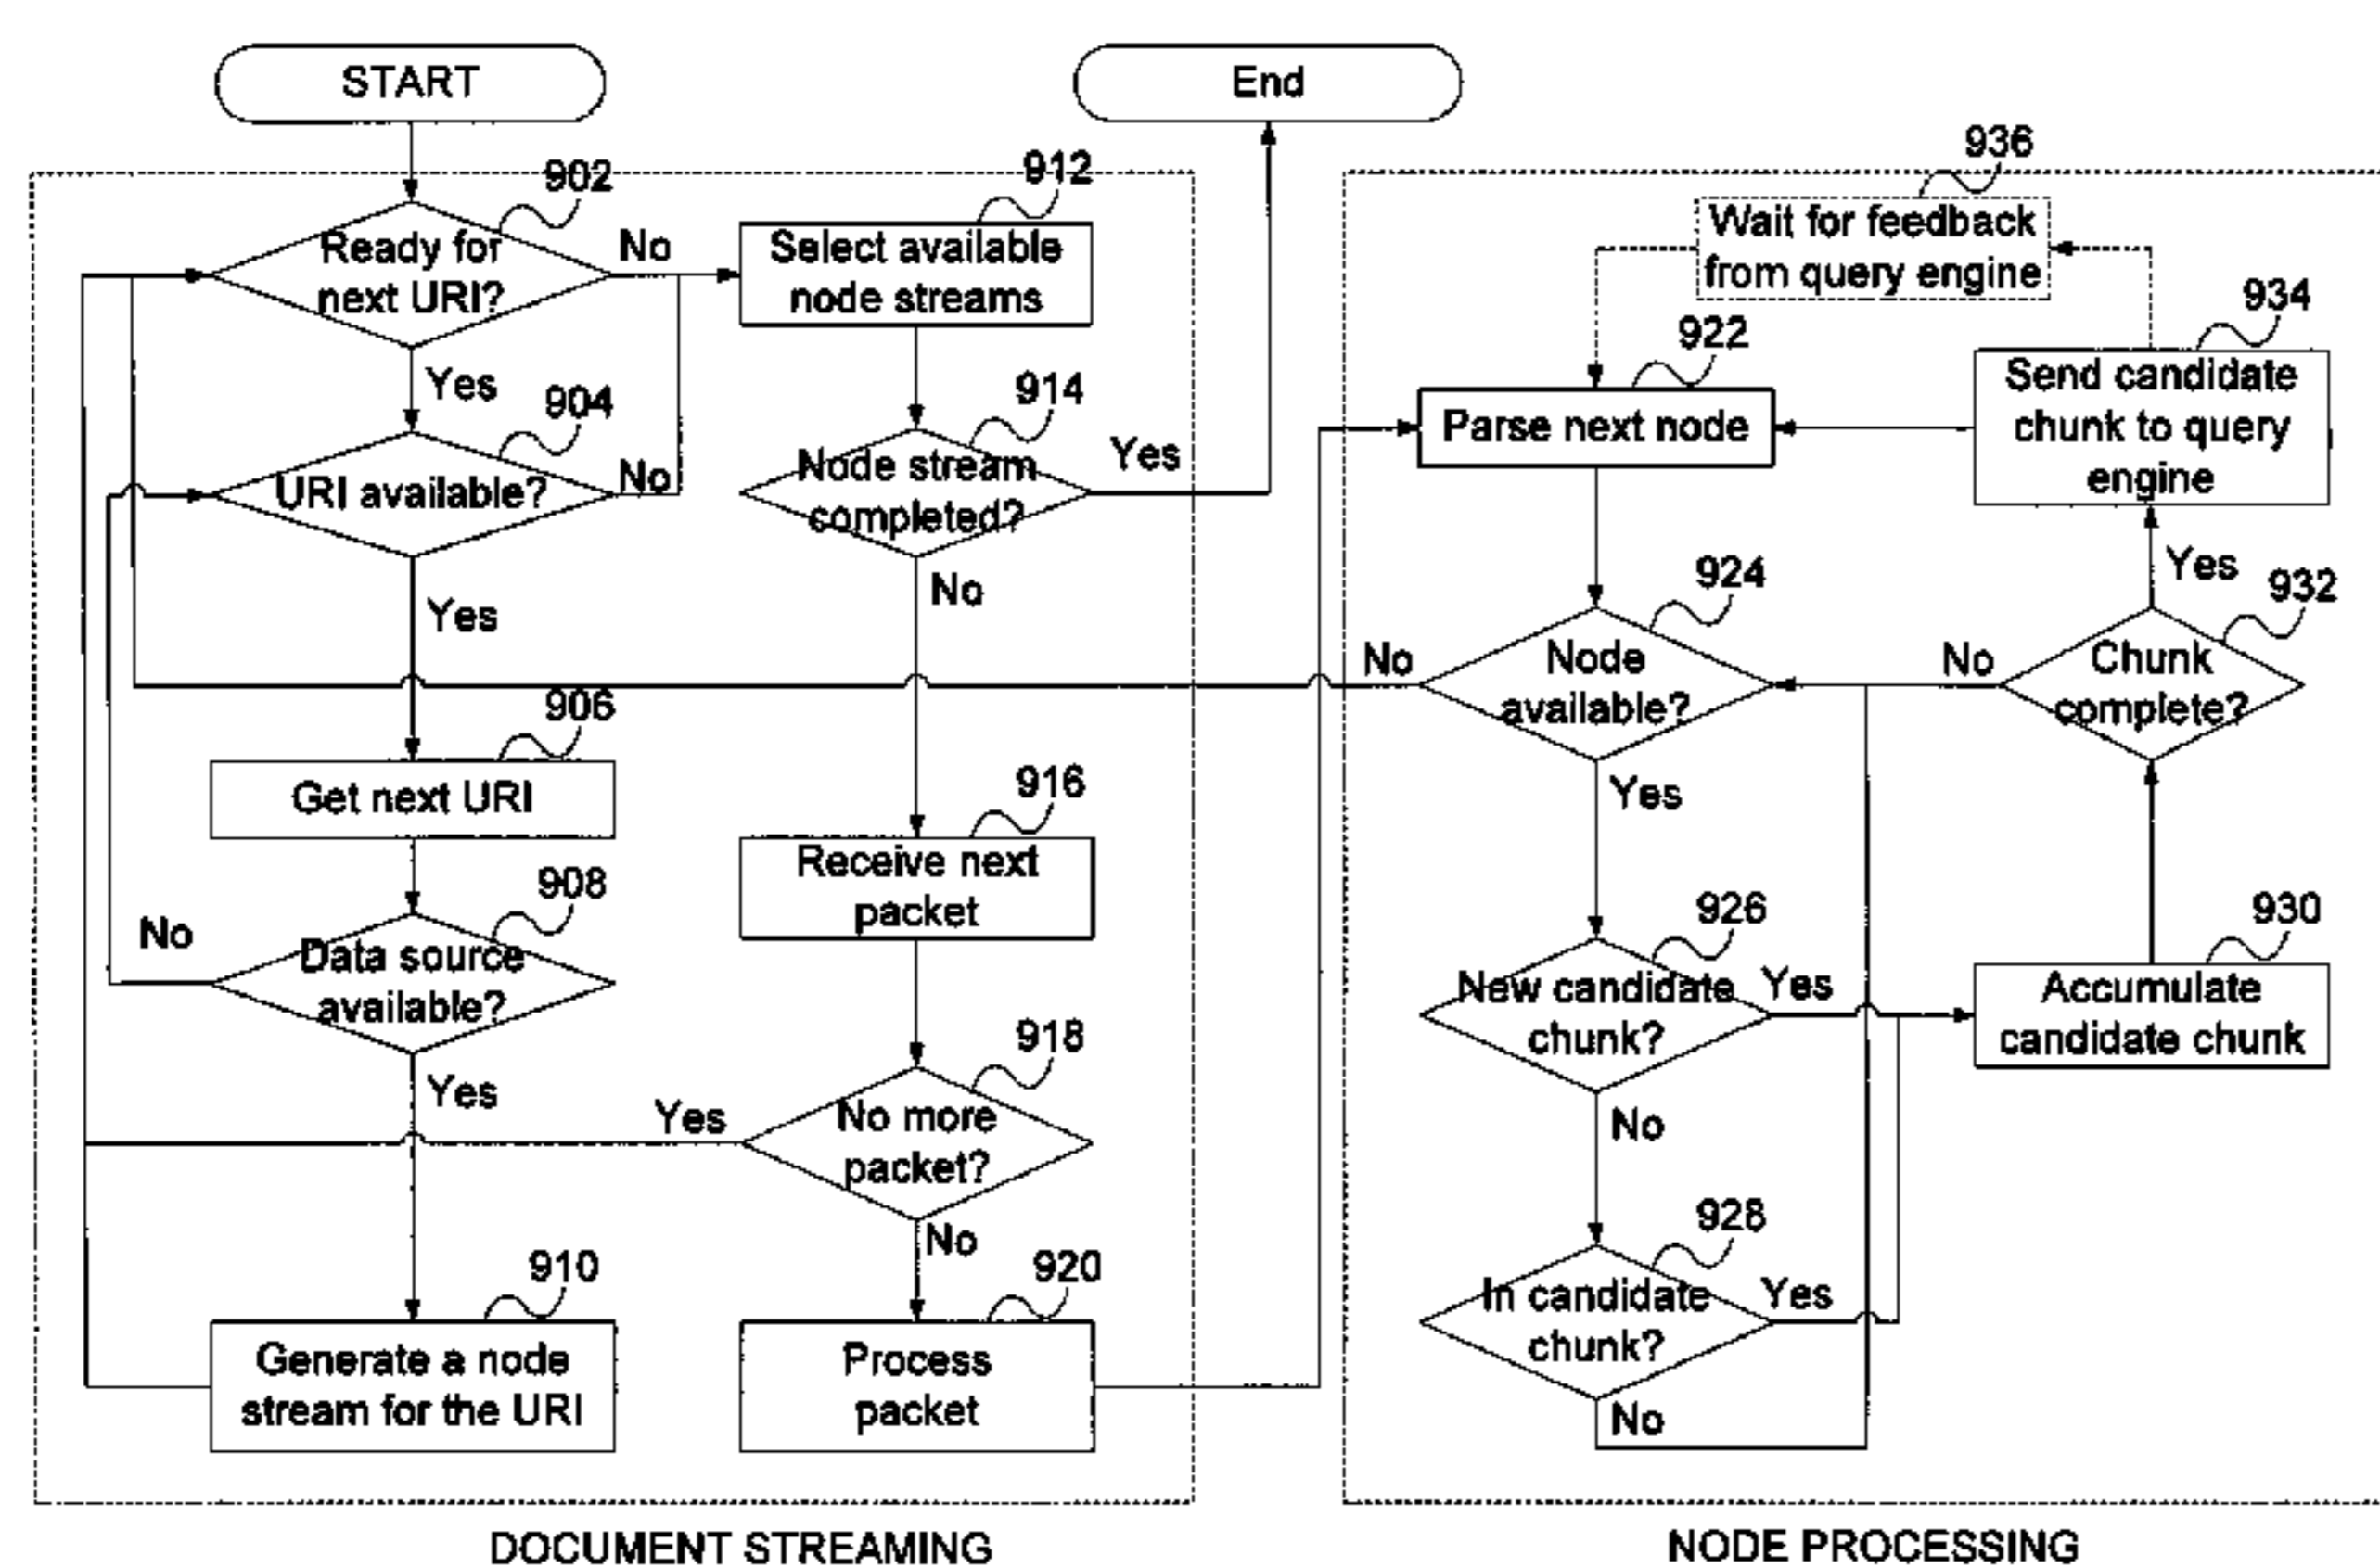 START
End
902
Ready for
next URI?
No
Yes
904
URI available?
No
Yes
906
Get next URI
908
Data source
available?
No
Yes
910
Generate a node
stream for the URI
912
Select available
node streams
914
Node stream
completed?
Yes
No
916
Receive next
packet
918
No more
packet?
Yes
No
920
Process
packet
DOCUMENT STREAMING
936
Wait for feedback
from query engine
922
Parse next node
934
Send candidate
chunk to query
engine
Yes
924
Node
available?
No
Yes
932
Chunk
complete?
No
926
New candidate
chunk?
Yes
No
930
Accumulate
candidate chunk
928
In candidate
chunk?
Yes
No
NODE PROCESSING